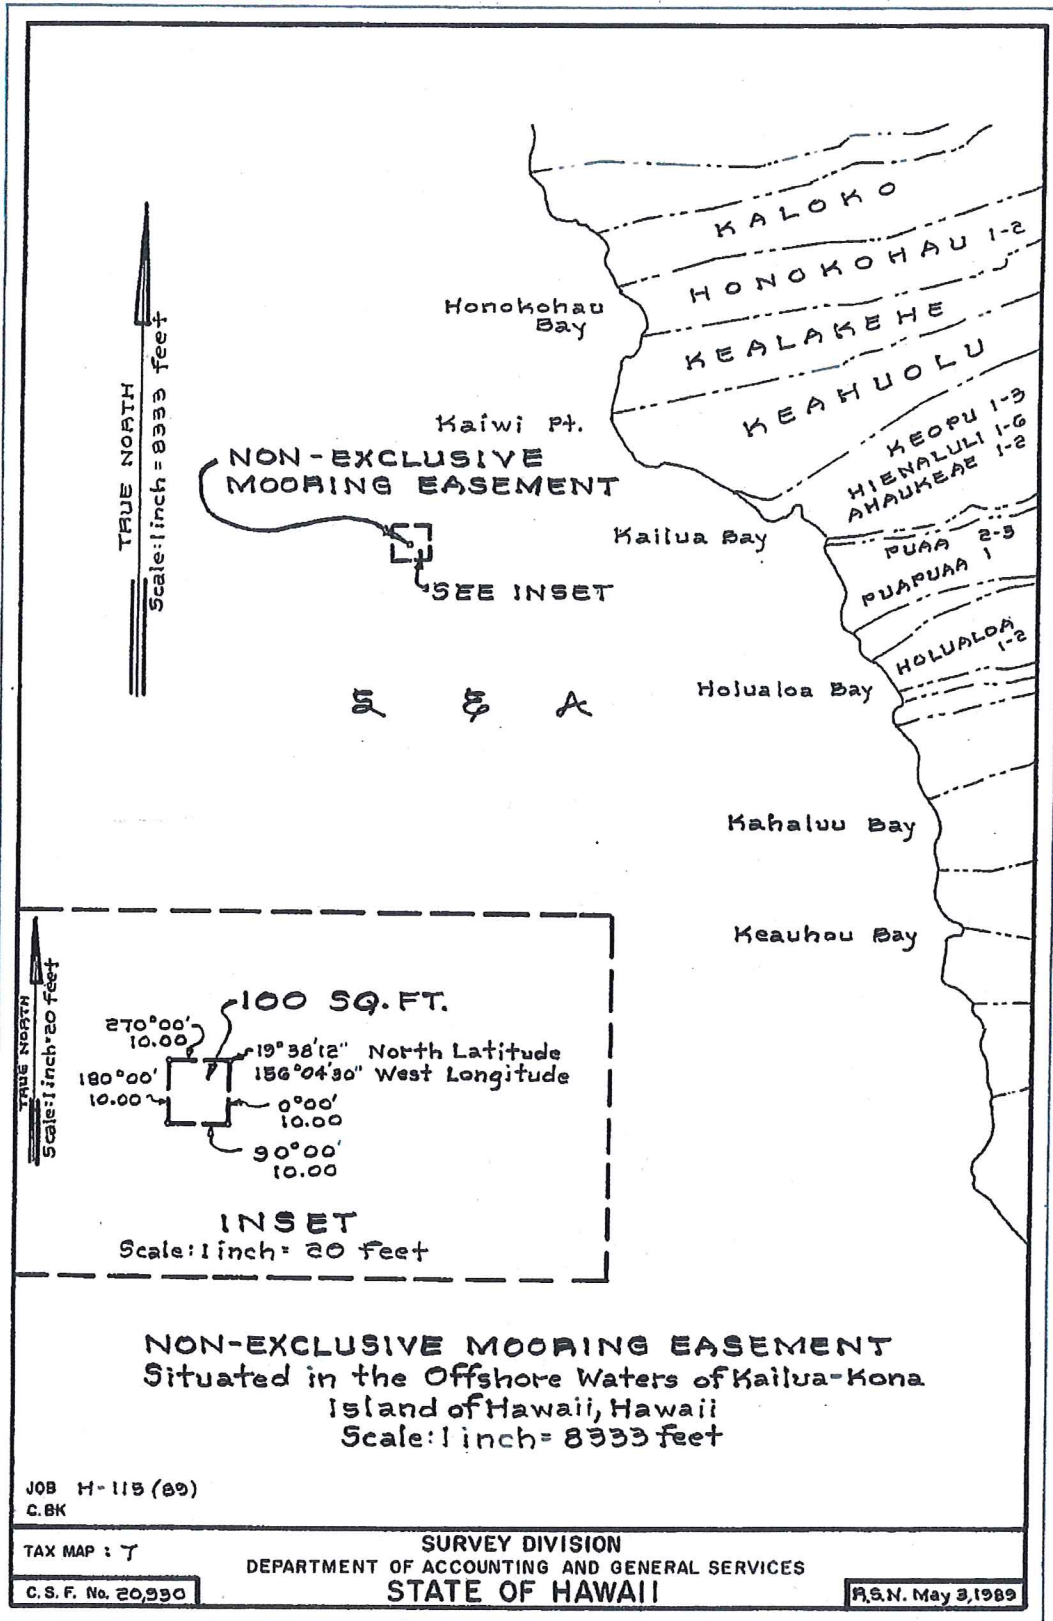 KALOKO
HONOKOHAU 1-2
Honokohau
Bay
KEALAKEHE
KEAHUOLU
TRUE NORTH
Scale: 1 inch = 8333 feet
Kaiwi Pt.
KEOPU 1-3
HIENALULI 1-6
AHAUKEAE 1-2
NON-EXCLUSIVE
MOORING EASEMENT
Kailua Bay
PUAA 2-3
PUAPUAA 1
SEE INSET
HOLUALOA
1-2
Holualoa Bay
S E A
Kahaluu Bay
Keauhou Bay
TRUE NORTH
Scale: 1 inch = 20 feet
100 SQ. FT.
270°00'
10.00
19°38'12" North Latitude
156°04'30" West Longitude
180°00'
10.00
0°00'
10.00
90°00'
10.00
INSET
Scale: 1 inch = 20 feet
NON-EXCLUSIVE MOORING EASEMENT
Situated in the Offshore Waters of Kailua-Kona
Island of Hawaii, Hawaii
Scale: 1 inch = 8333 feet
JOB H-115 (89)
C. BK
TAX MAP : 7
SURVEY DIVISION
DEPARTMENT OF ACCOUNTING AND GENERAL SERVICES
STATE OF HAWAII
C. S. F. No. 20,930
R.S.N. May 3, 1989